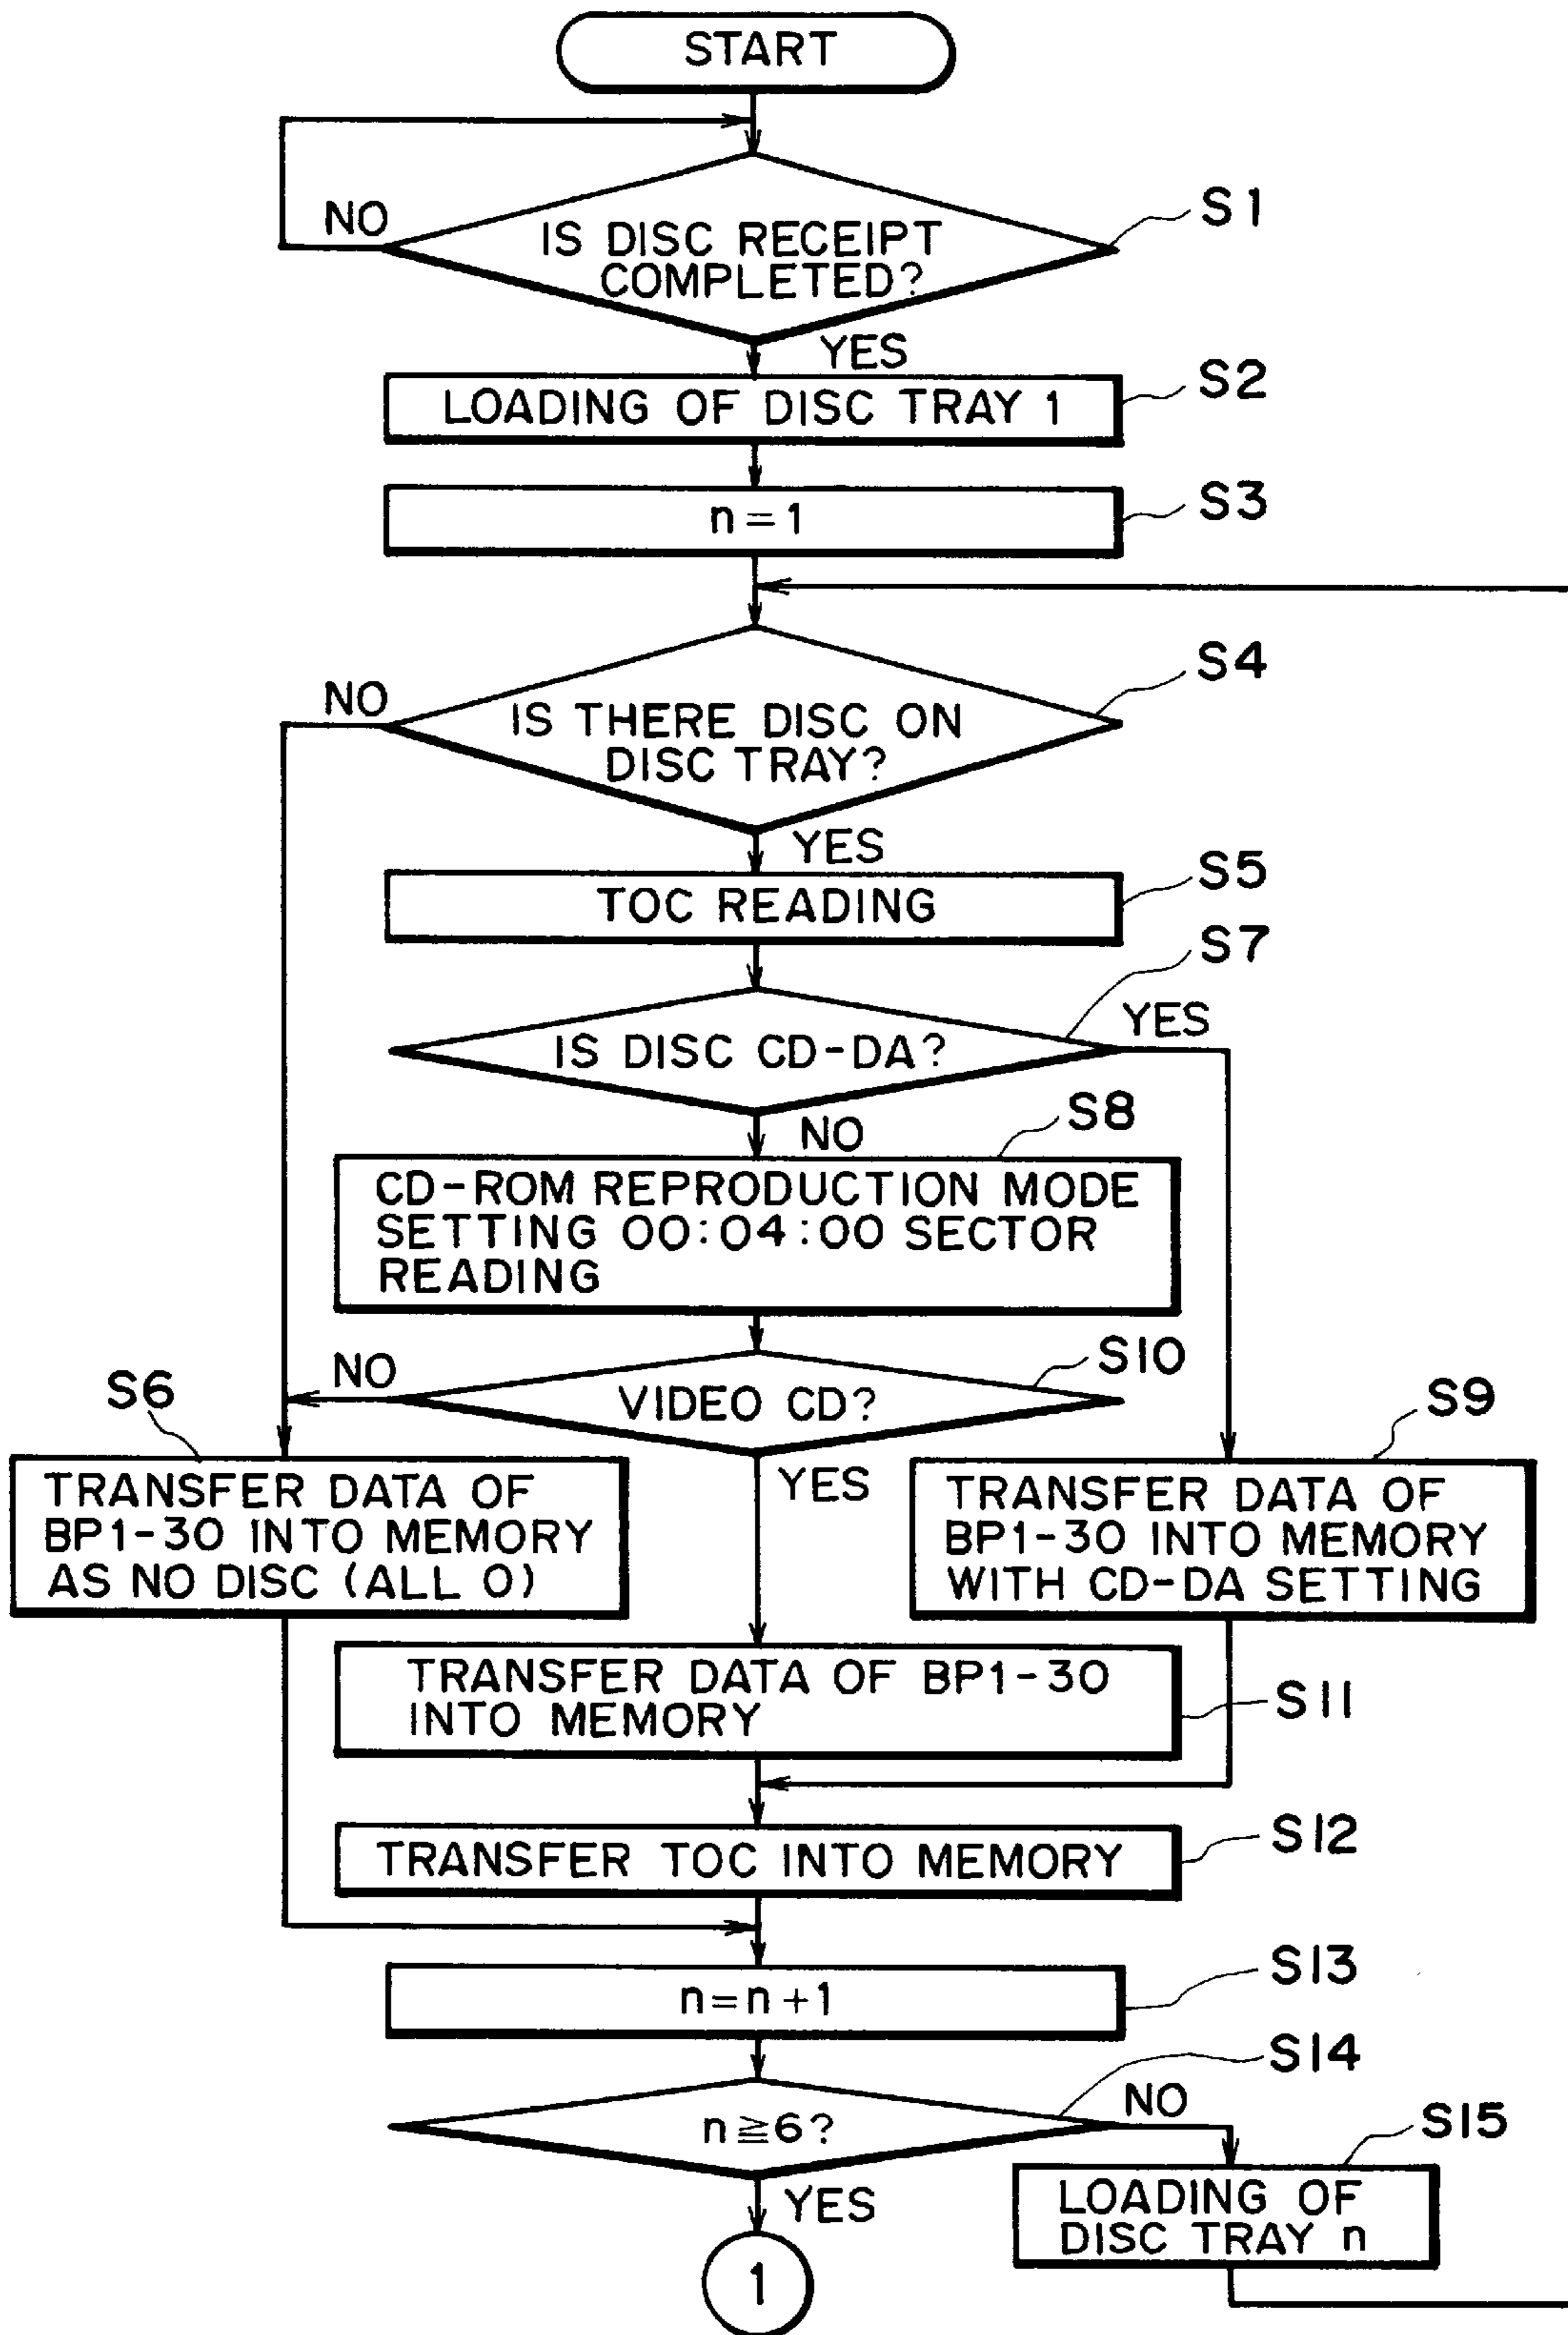 START
NO
S1
IS DISC RECEIPT
COMPLETED?
YES
S2
LOADING OF DISC TRAY 1
S3
n=1
S4
NO
IS THERE DISC ON
DISC TRAY?
YES
S5
TOC READING
S7
YES
IS DISC CD-DA?
S8
NO
CD-ROM REPRODUCTION MODE
SETTING 00:04:00 SECTOR
READING
S10
NO
VIDEO CD?
S6
S9
YES
TRANSFER DATA OF
BP1-30 INTO MEMORY
AS NO DISC (ALL 0)
TRANSFER DATA OF
BP1-30 INTO MEMORY
WITH CD-DA SETTING
TRANSFER DATA OF BP1-30
INTO MEMORY
S11
S12
TRANSFER TOC INTO MEMORY
S13
n=n+1
S14
NO
n≧6?
S15
YES
LOADING OF
DISC TRAY n
1